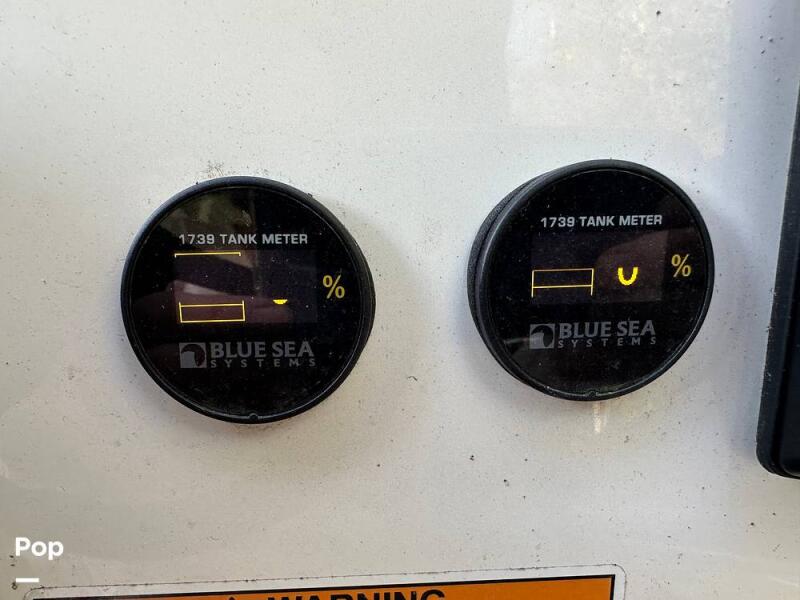 1739 TANK METER
%
BLUE SEA
SYSTEMS
1739 TANK METER
%
BLUE SEA
SYSTEMS
Pop
WARNING